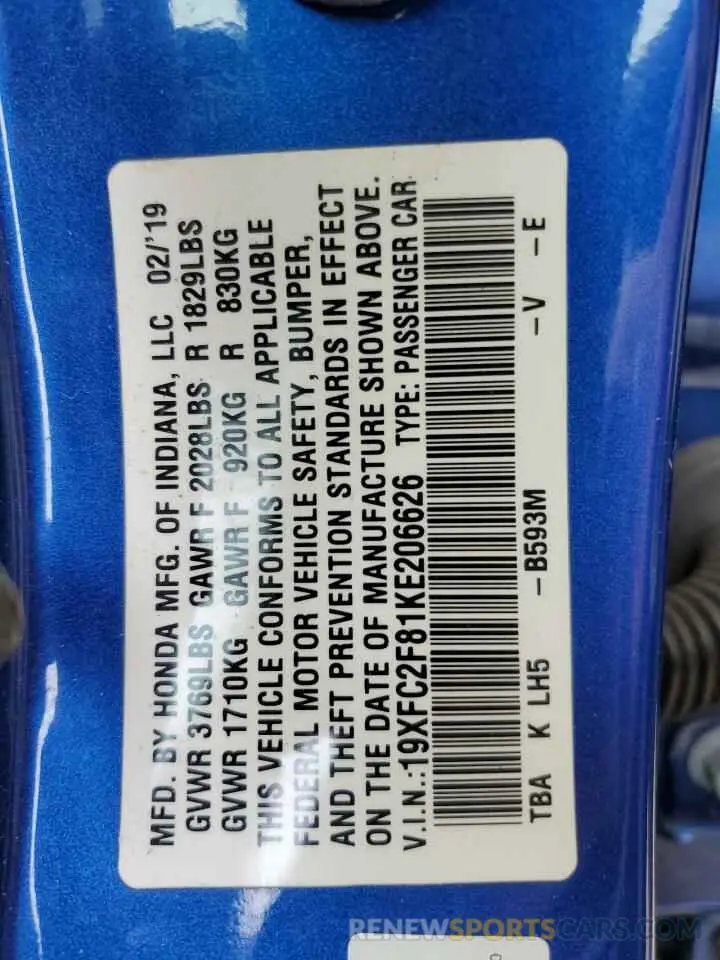 MFD. BY HONDA MFG. OF INDIANA, LLC 02/'19
GVWR 3769LBS GAWR F 2028LBS R 1829LBS
GVWR 1710KG GAWR F 920KG R 830KG
THIS VEHICLE CONFORMS TO ALL APPLICABLE
FEDERAL MOTOR VEHICLE SAFETY, BUMPER,
AND THEFT PREVENTION STANDARDS IN EFFECT
ON THE DATE OF MANUFACTURE SHOWN ABOVE.
V.I.N.:19XFC2F81KE206626 TYPE: PASSENGER CAR
TBA K LH5 -B593M -V -E
RENEWSPORTSCARS.COM